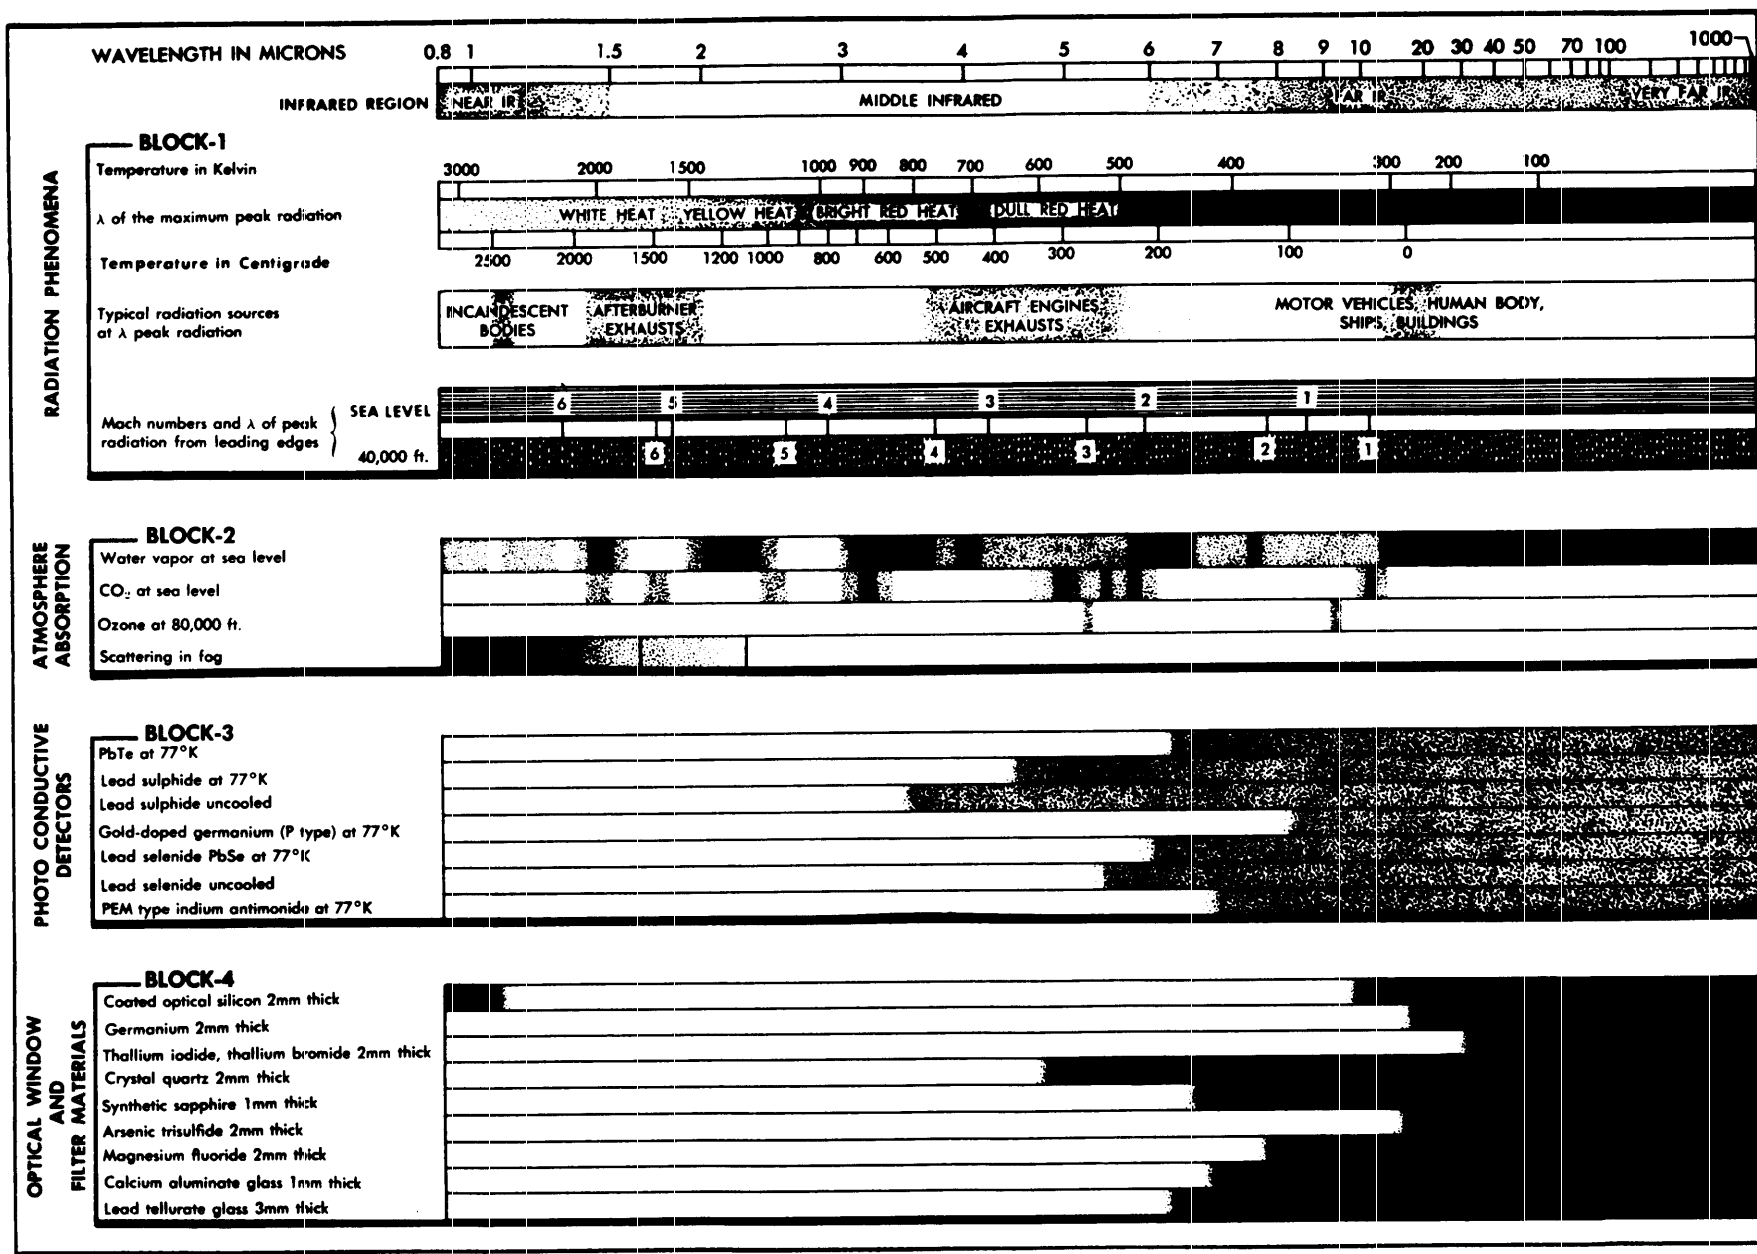 WAVELENGTH IN MICRONS 0.8 1 1.5 2 3 4 5 6 7 8 9 10 20 30 40 50 70 100 1000
INFRARED REGION NEAR IR MIDDLE INFRARED FAR IR VERY FAR IR
RADIATION PHENOMENA
BLOCK-1
Temperature in Kelvin 3000 2000 1500 1000 900 800 700 600 500 400 300 200 100
λ of the maximum peak radiation WHITE HEAT YELLOW HEAT BRIGHT RED HEAT DULL RED HEAT
Temperature in Centigrade 2500 2000 1500 1200 1000 800 600 500 400 300 200 100 0
Typical radiation sources
at λ peak radiation
INCANDESCENT
BODIES
AFTERBURNER
EXHAUSTS
AIRCRAFT ENGINES
EXHAUSTS
MOTOR VEHICLES, HUMAN BODY,
SHIPS, BUILDINGS
Mach numbers and λ of peak
radiation from leading edges
SEA LEVEL 6 5 4 3 2 1
40,000 ft. 6 5 4 3 2 1
ATMOSPHERE
ABSORPTION
BLOCK-2
Water vapor at sea level
CO₂ at sea level
Ozone at 80,000 ft.
Scattering in fog
PHOTO CONDUCTIVE
DETECTORS
BLOCK-3
PbTe at 77°K
Lead sulphide at 77°K
Lead sulphide uncooled
Gold-doped germanium (P type) at 77°K
Lead selenide PbSe at 77°K
Lead selenide uncooled
PEM type indium antimonide at 77°K
OPTICAL WINDOW
AND
FILTER MATERIALS
BLOCK-4
Coated optical silicon 2mm thick
Germanium 2mm thick
Thallium iodide, thallium bromide 2mm thick
Crystal quartz 2mm thick
Synthetic sapphire 1mm thick
Arsenic trisulfide 2mm thick
Magnesium fluoride 2mm thick
Calcium aluminate glass 1mm thick
Lead tellurate glass 3mm thick